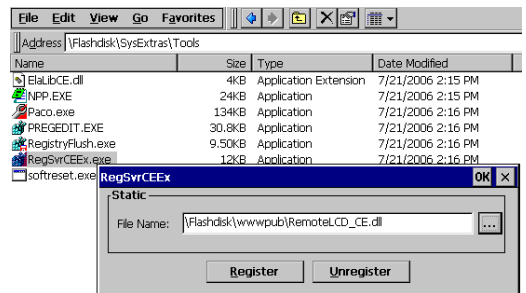 File Edit View Go Favorites
Address \Flashdisk\SysExtras\Tools
Name Size Type Date Modified
ElaLibCE.dll 4KB Application Extension 7/21/2006 2:15 PM
NPP.EXE 24KB Application 7/21/2006 2:15 PM
Paco.exe 134KB Application 7/21/2006 2:16 PM
PREGEDIT.EXE 30.8KB Application 7/21/2006 2:16 PM
RegistryFlush.exe 9.50KB Application 7/21/2006 2:16 PM
RegSvrCEEx.exe 12KB Application 7/21/2006 2:16 PM
softreset.exe
RegSvrCEEx OK ×
Static
File Name: \Flashdisk\wwwpub\RemoteLCD_CE.dll ...
Register Unregister